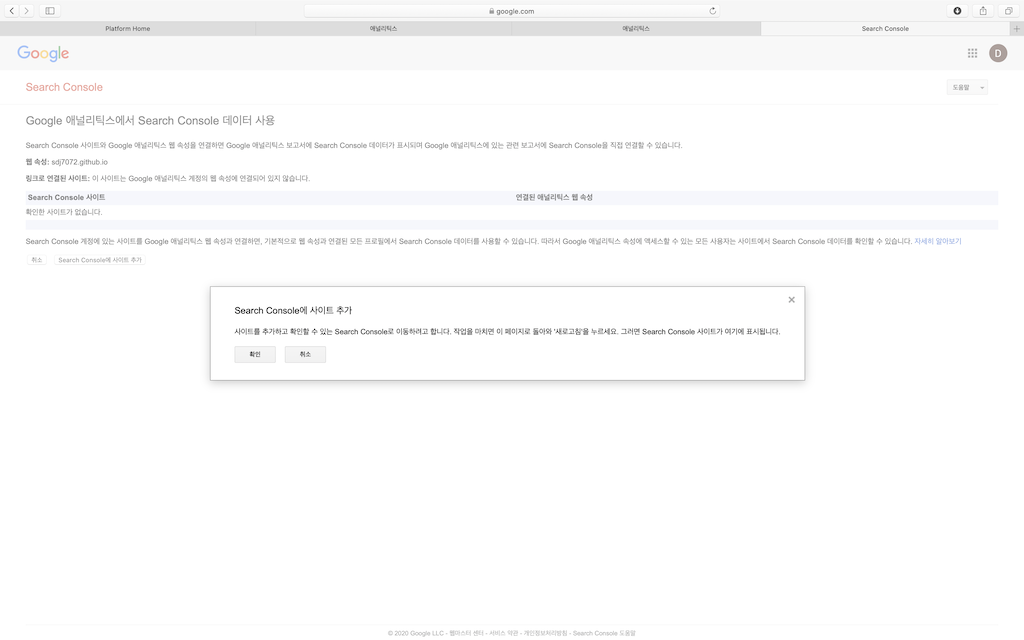 google.com
Platform Home
애널리틱스
애널리틱스
Search Console
Google
D
Search Console
도움말
Google 애널리틱스에서 Search Console 데이터 사용
Search Console 사이트와 Google 애널리틱스 웹 속성을 연결하면 Google 애널리틱스 보고서에 Search Console 데이터가 표시되며 Google 애널리틱스에 있는 관련 보고서에 Search Console을 직접 연결할 수 있습니다.
웹 속성: sdj7072.github.io
링크로 연결된 사이트: 이 사이트는 Google 애널리틱스 계정의 웹 속성에 연결되어 있지 않습니다.
Search Console 사이트 연결된 애널리틱스 웹 속성
확인한 사이트가 없습니다.
Search Console 계정에 있는 사이트를 Google 애널리틱스 웹 속성과 연결하면, 기본적으로 웹 속성과 연결된 모든 프로필에서 Search Console 데이터를 사용할 수 있습니다. 따라서 Google 애널리틱스 속성에 액세스할 수 있는 모든 사용자는 사이트에서 Search Console 데이터를 확인할 수 있습니다. 자세히 알아보기
취소 Search Console에 사이트 추가
Search Console에 사이트 추가
사이트를 추가하고 확인할 수 있는 Search Console로 이동하려고 합니다. 작업을 마치면 이 페이지로 돌아와 '새로고침'을 누르세요. 그러면 Search Console 사이트가 여기에 표시됩니다.
확인 취소
© 2020 Google LLC - 웹마스터 센터 - 서비스 약관 - 개인정보처리방침 - Search Console 도움말